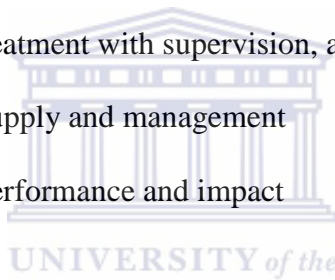 eatment with supervision, a
upply and management
erformance and impact
UNIVERSITY of the